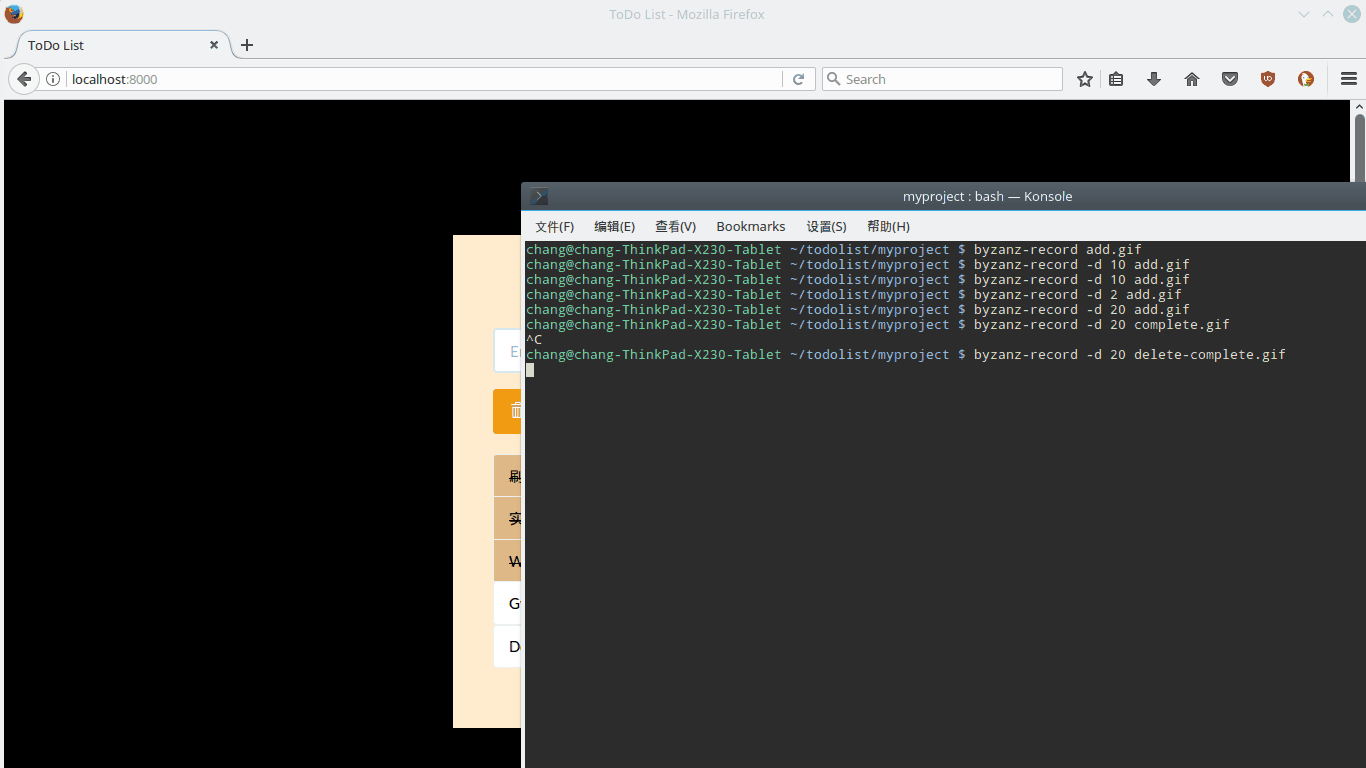 ToDo List - Mozilla Firefox
ToDo List
localhost:8000
Search
myproject : bash — Konsole
文件(F) 编辑(E) 查看(V) Bookmarks 设置(S) 帮助(H)
chang@chang-ThinkPad-X230-Tablet ~/todolist/myproject $ byzanz-record add.gif
chang@chang-ThinkPad-X230-Tablet ~/todolist/myproject $ byzanz-record -d 10 add.gif
chang@chang-ThinkPad-X230-Tablet ~/todolist/myproject $ byzanz-record -d 10 add.gif
chang@chang-ThinkPad-X230-Tablet ~/todolist/myproject $ byzanz-record -d 2 add.gif
chang@chang-ThinkPad-X230-Tablet ~/todolist/myproject $ byzanz-record -d 20 add.gif
chang@chang-ThinkPad-X230-Tablet ~/todolist/myproject $ byzanz-record -d 20 complete.gif
^C
chang@chang-ThinkPad-X230-Tablet ~/todolist/myproject $ byzanz-record -d 20 delete-complete.gif
刷
实
W
G
D